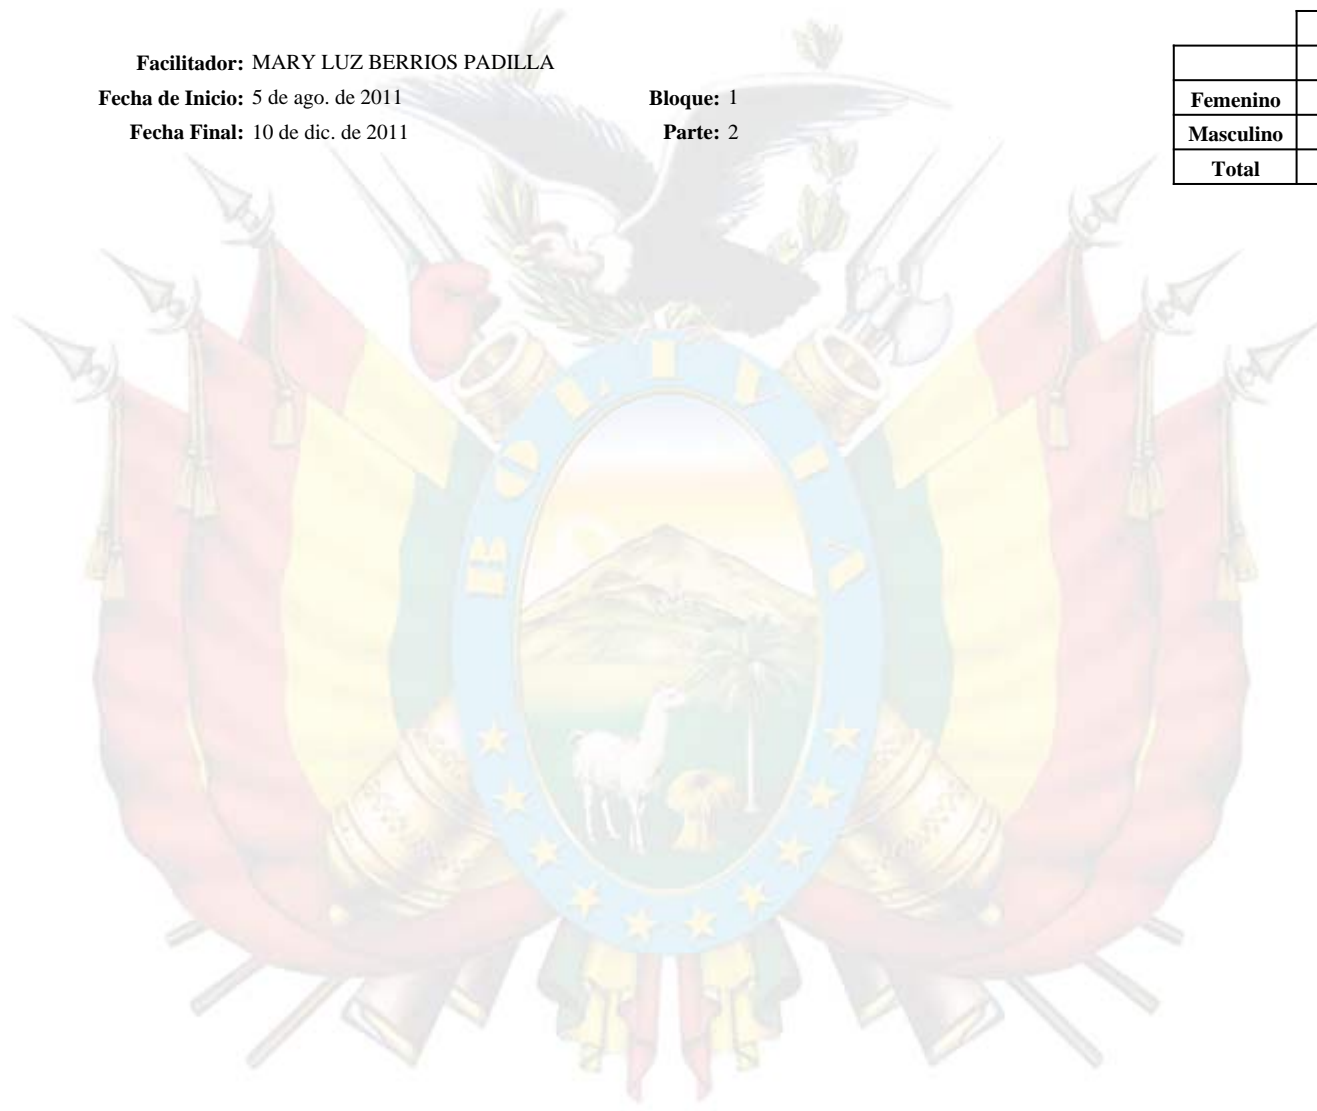 Facilitador: MARY LUZ BERRIOS PADILLA
Fecha de Inicio: 5 de ago. de 2011 Bloque: 1
Fecha Final: 10 de dic. de 2011 Parte: 2
Femenino
Masculino
Total
BOLIVIA